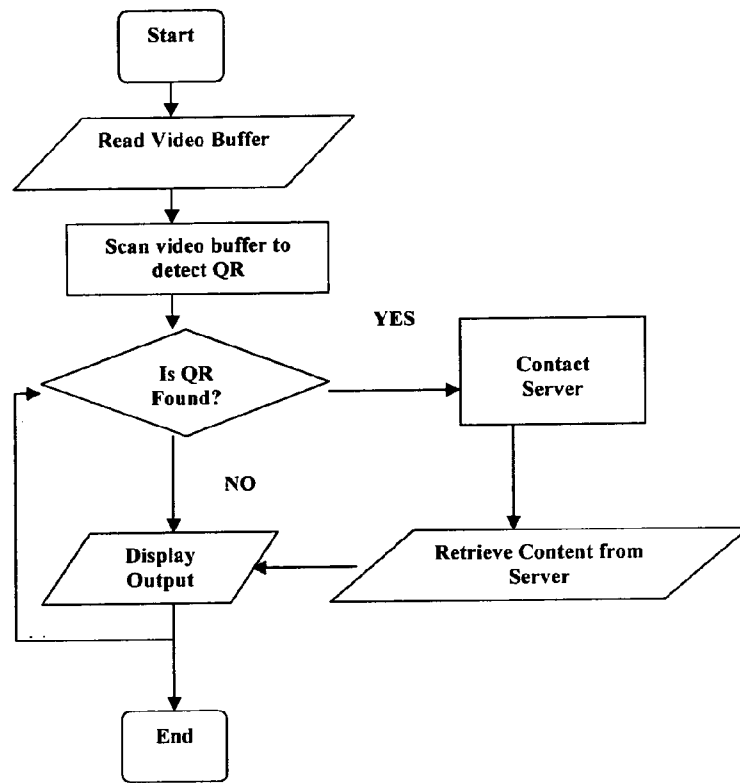 Start
Read Video Buffer
Scan video buffer to
detect QR
YES
Is QR
Found?
Contact
Server
NO
Display
Output
Retrieve Content from
Server
End